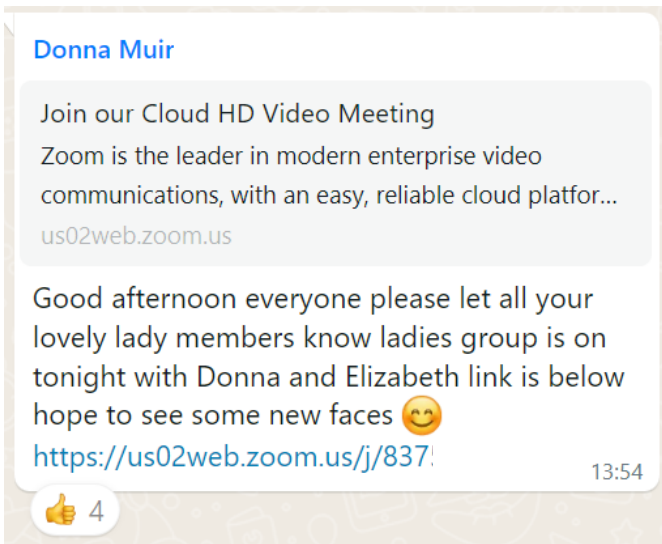 Donna Muir
Join our Cloud HD Video Meeting
Zoom is the leader in modern enterprise video
communications, with an easy, reliable cloud platfor...
us02web.zoom.us
Good afternoon everyone please let all your
lovely lady members know ladies group is on
tonight with Donna and Elizabeth link is below
hope to see some new faces 😊
https://us02web.zoom.us/j/837
13:54
👍 4